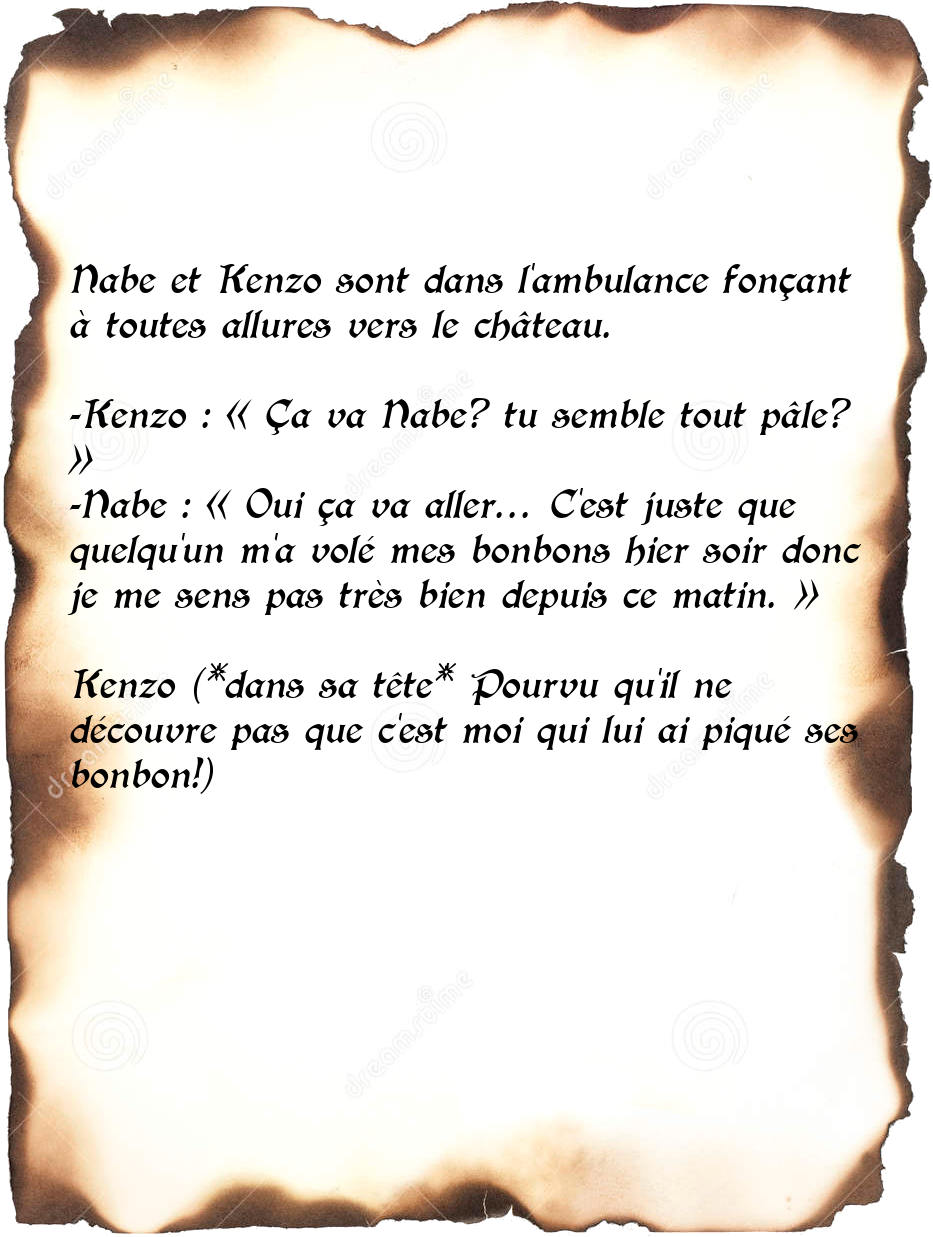 Nabe et Kenzo sont dans l'ambulance fonçant
à toutes allures vers le château.
-Kenzo : « Ça va Nabe? tu semble tout pâle?
»
-Nabe : « Oui ça va aller... C'est juste que
quelqu'un m'a volé mes bonbons hier soir donc
je me sens pas très bien depuis ce matin. »
Kenzo (*dans sa tête* Pourvu qu'il ne
découvre pas que c'est moi qui lui ai piqué ses
bonbon!)
dreamstime
dreamstime
dreamstime
dreamstime
dreamstime
dreamstime